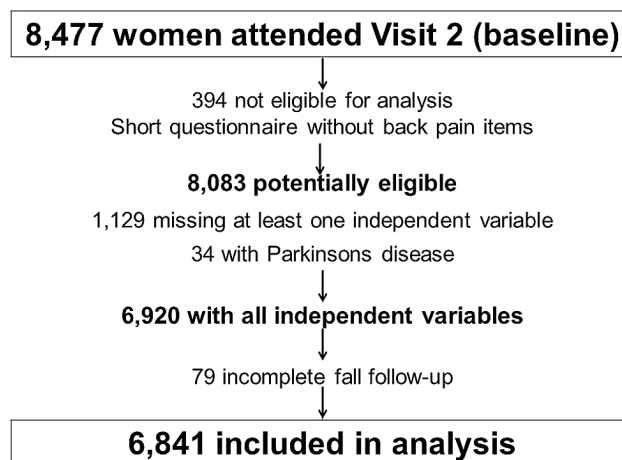 8,477 women attended Visit 2 (baseline)
394 not eligible for analysis
Short questionnaire without back pain items
8,083 potentially eligible
1,129 missing at least one independent variable
34 with Parkinsons disease
6,920 with all independent variables
79 incomplete fall follow-up
6,841 included in analysis